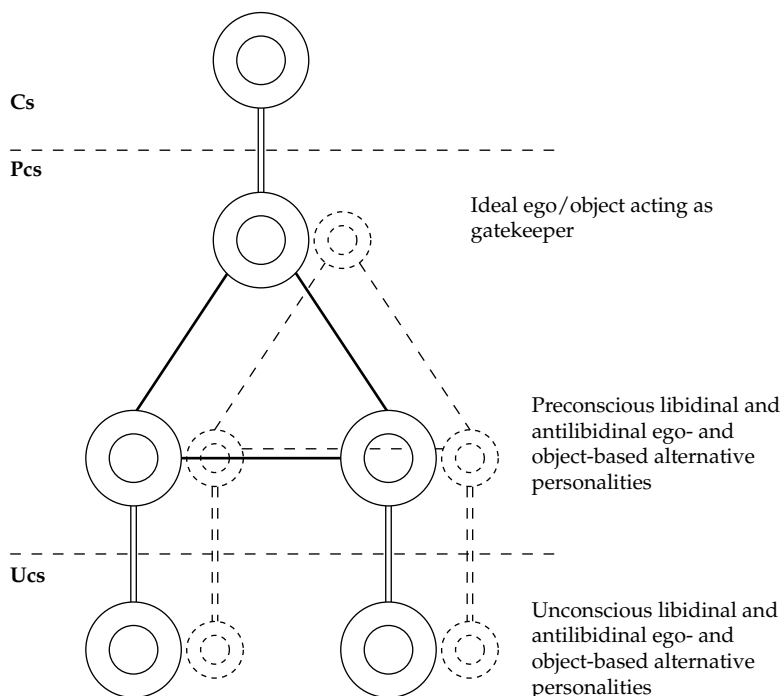 Cs
Pcs
Ideal ego/object acting as
gatekeeper
Preconscious libidinal and
antilibidinal ego- and
object-based alternative
personalities
Ucs
Unconscious libidinal and
antilibidinal ego- and
object-based alternative
personalities